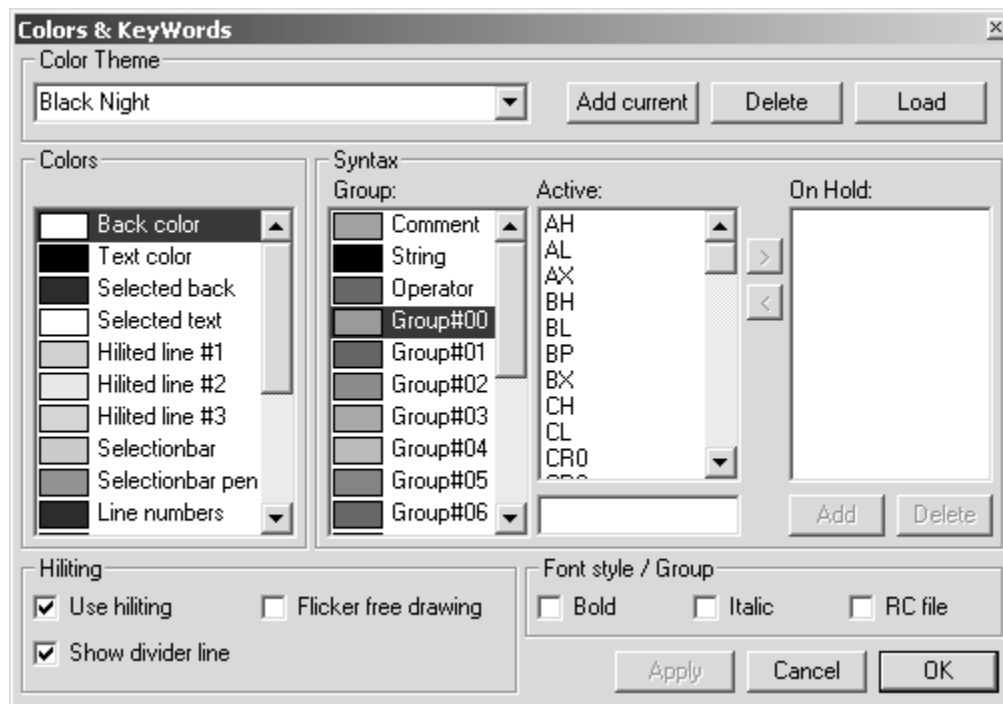 Colors & KeyWords
Color Theme
Black Night
Add current
Delete
Load
Colors
Back color
Text color
Selected back
Selected text
Hilited line #1
Hilited line #2
Hilited line #3
Selectionbar
Selectionbar pen
Line numbers
Syntax
Group:
Comment
String
Operator
Group#00
Group#01
Group#02
Group#03
Group#04
Group#05
Group#06
Active:
AH
AL
AX
BH
BL
BP
BX
CH
CL
CR0
>
<
On Hold:
Add
Delete
Hiliting
Use hiliting
Flicker free drawing
Show divider line
Font style / Group
Bold
Italic
RC file
Apply
Cancel
OK